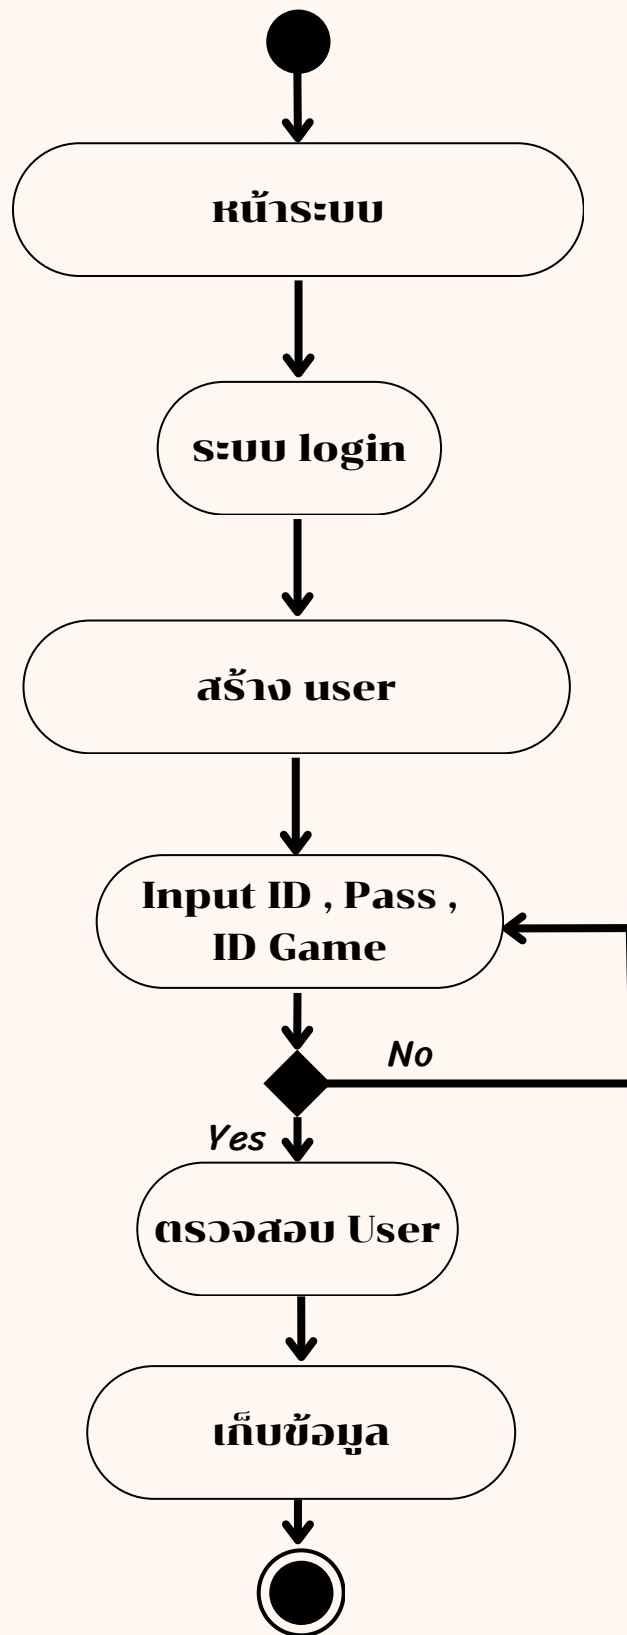 หน้าระบบ
ระบบ login
สร้าง user
Input ID , Pass ,
ID Game
No
Yes
ตรวจสอบ User
เก็บข้อมูล